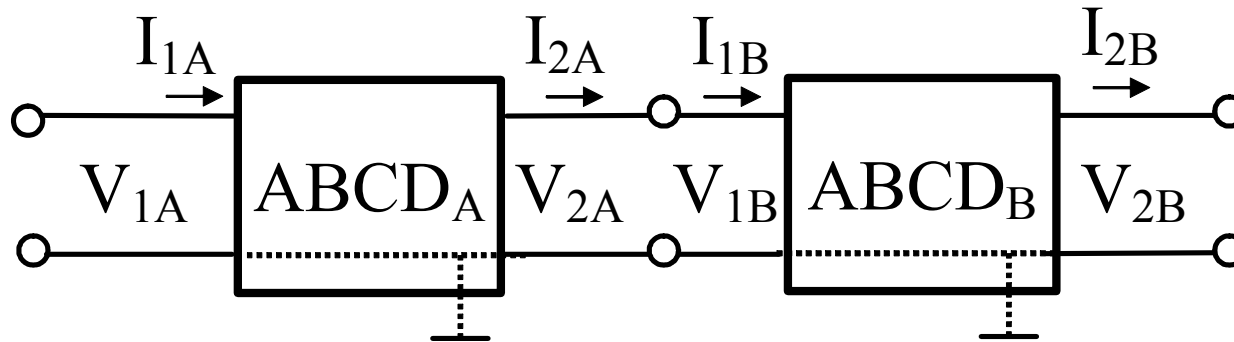 I1A I2A I1B I2B
V1A ABCDA V2A V1B ABCDB V2B